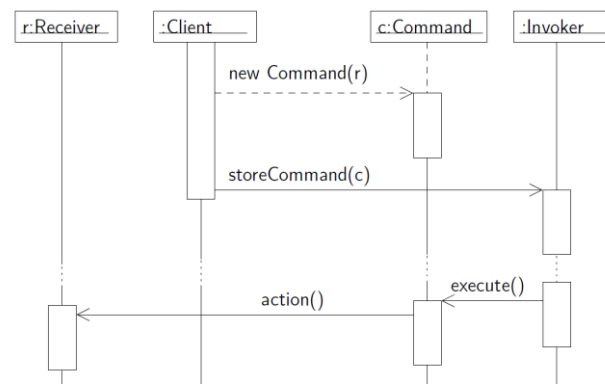 r:Receiver
:Client
c:Command
:Invoker
new Command(r)
storeCommand(c)
execute()
action()